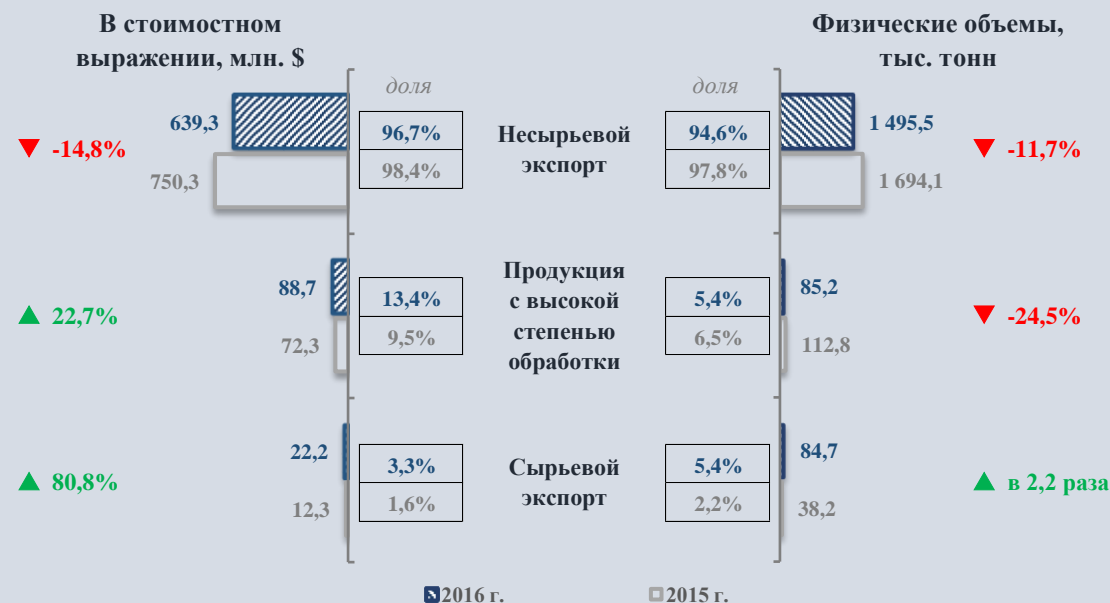 В стоимостном
выражении, млн. $
Физические объемы,
тыс. тонн
доля
доля
639,3
96,7%
Несырьевой
экспорт
94,6%
1 495,5
-14,8%
-11,7%
750,3
98,4%
97,8%
1 694,1
88,7
13,4%
Продукция
с высокой
степенью
обработки
5,4%
85,2
22,7%
-24,5%
72,3
9,5%
6,5%
112,8
22,2
3,3%
Сырьевой
экспорт
5,4%
84,7
80,8%
в 2,2 раза
12,3
1,6%
2,2%
38,2
2016 г.
2015 г.